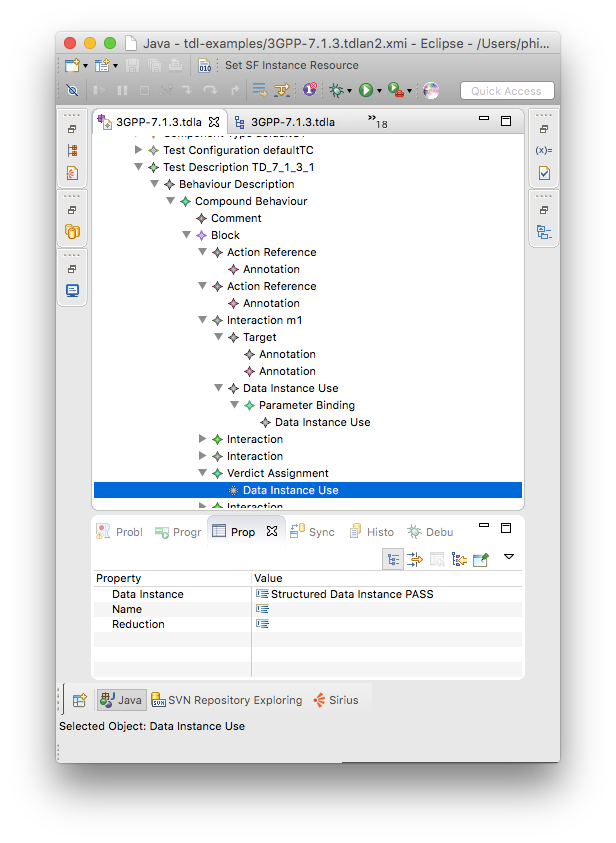 Java - tdl-examples/3GPP-7.1.3.tdlan2.xmi - Eclipse - /Users/phi...
Set SF Instance Resource
Quick Access
3GPP-7.1.3.tdla
3GPP-7.1.3.tdla
»18
Test Configuration defaultTC
Test Description TD_7_1_3_1
Behaviour Description
Compound Behaviour
Comment
Block
Action Reference
Annotation
Action Reference
Annotation
Interaction m1
Target
Annotation
Annotation
Data Instance Use
Parameter Binding
Data Instance Use
Interaction
Interaction
Verdict Assignment
Data Instance Use
Interaction
Probl
Progr
Prop
Sync
Histo
Debu
Property Value
Data Instance Structured Data Instance PASS
Name
Reduction
Java SVN Repository Exploring Sirius
Selected Object: Data Instance Use